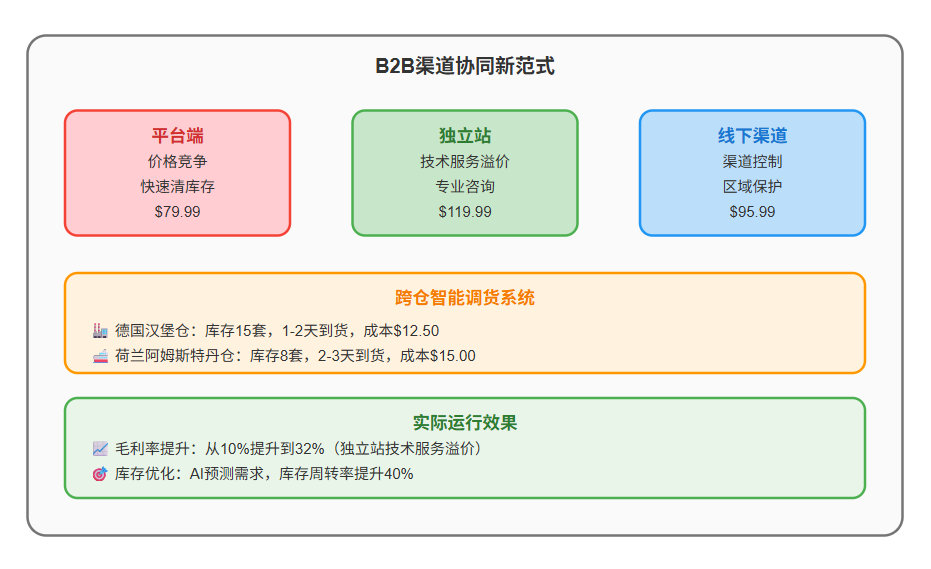 B2B渠道协同新范式
平台端
价格竞争
快速清库存
$79.99
独立站
技术服务溢价
专业咨询
$119.99
线下渠道
渠道控制
区域保护
$95.99
跨仓智能调货系统
德国汉堡仓：库存15套，1-2天到货，成本$12.50
荷兰阿姆斯特丹仓：库存8套，2-3天到货，成本$15.00
实际运行效果
毛利率提升：从10%提升到32%（独立站技术服务溢价）
库存优化：AI预测需求，库存周转率提升40%